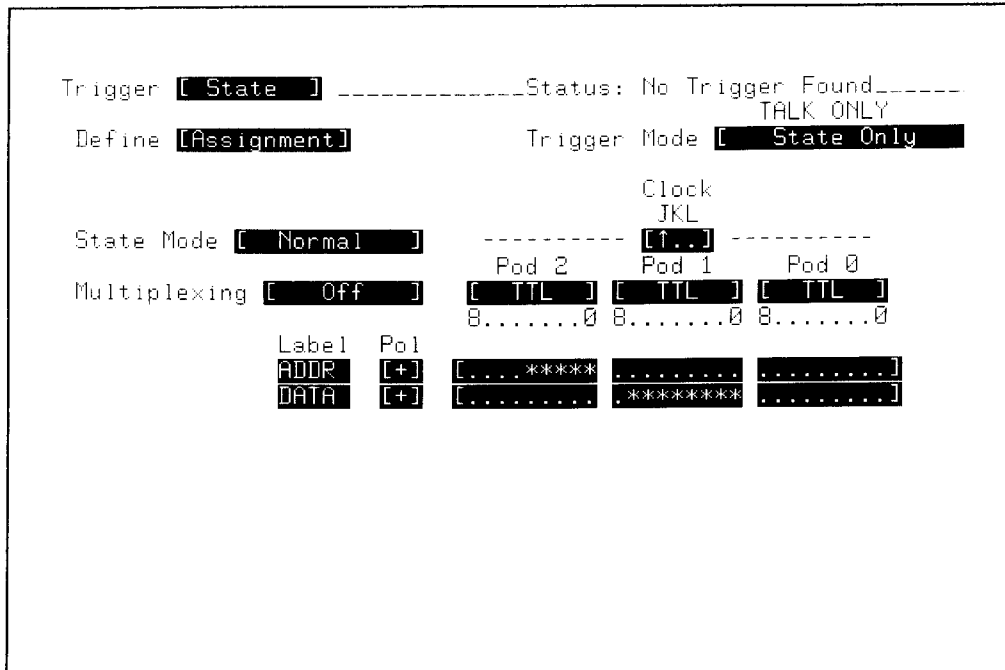 Trigger [ State ] _____________Status: No Trigger Found______
TALK ONLY
Define [Assignment] Trigger Mode [ State Only
Clock
JKL
State Mode [ Normal ] ---------- [↑..] ----------
Pod 2 Pod 1 Pod 0
Multiplexing [ Off ] [ TTL ] [ TTL ] [ TTL ]
8.......0 8.......0 8.......0
Label Pol
ADDR [+] [....***** ......... .........]
DATA [+] [......... .******** .........]